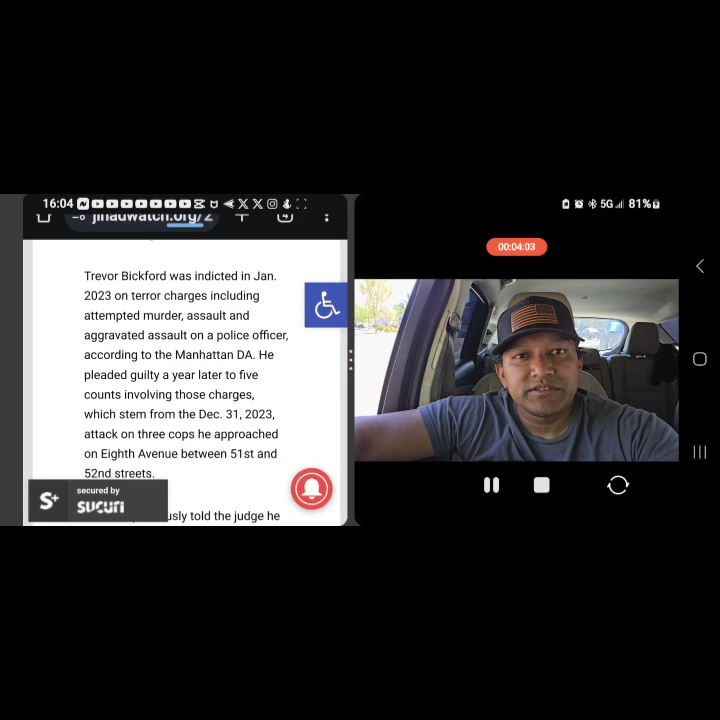 16:04
5G 81%
jihadwatch.org/2
00:04:03
Trevor Bickford was indicted in Jan.
2023 on terror charges including
attempted murder, assault and
aggravated assault on a police officer,
according to the Manhattan DA. He
pleaded guilty a year later to five
counts involving those charges,
which stem from the Dec. 31, 2023,
attack on three cops he approached
on Eighth Avenue between 51st and
52nd streets.
S+ secured by
sucuri
usly told the judge he